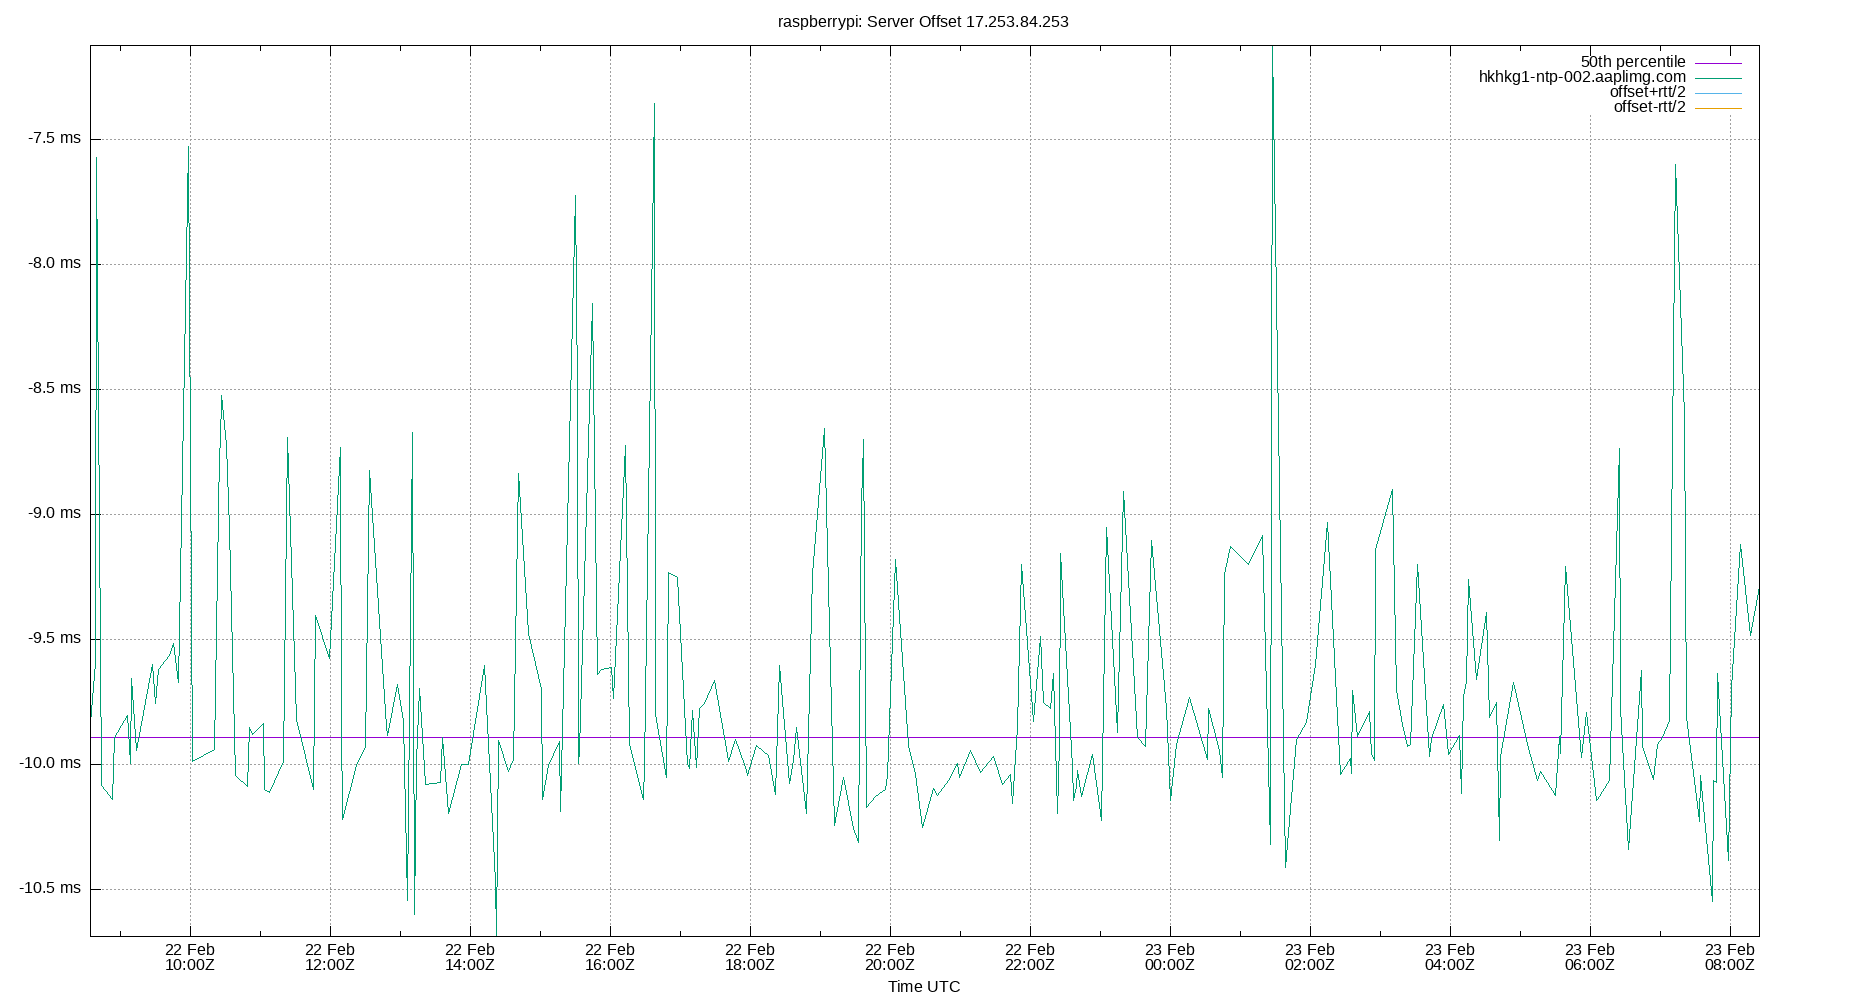 raspberrypi: Server Offset 17.253.84.253
50th percentile
hkhkg1-ntp-002.aaplimg.com
offset+rtt/2
offset-rtt/2
-7.5 ms
-8.0 ms
-8.5 ms
-9.0 ms
-9.5 ms
-10.0 ms
-10.5 ms
22 Feb 22 Feb 22 Feb 22 Feb 22 Feb 22 Feb 22 Feb 23 Feb 23 Feb 23 Feb 23 Feb 23 Feb
10:00Z 12:00Z 14:00Z 16:00Z 18:00Z 20:00Z 22:00Z 00:00Z 02:00Z 04:00Z 06:00Z 08:00Z
Time UTC